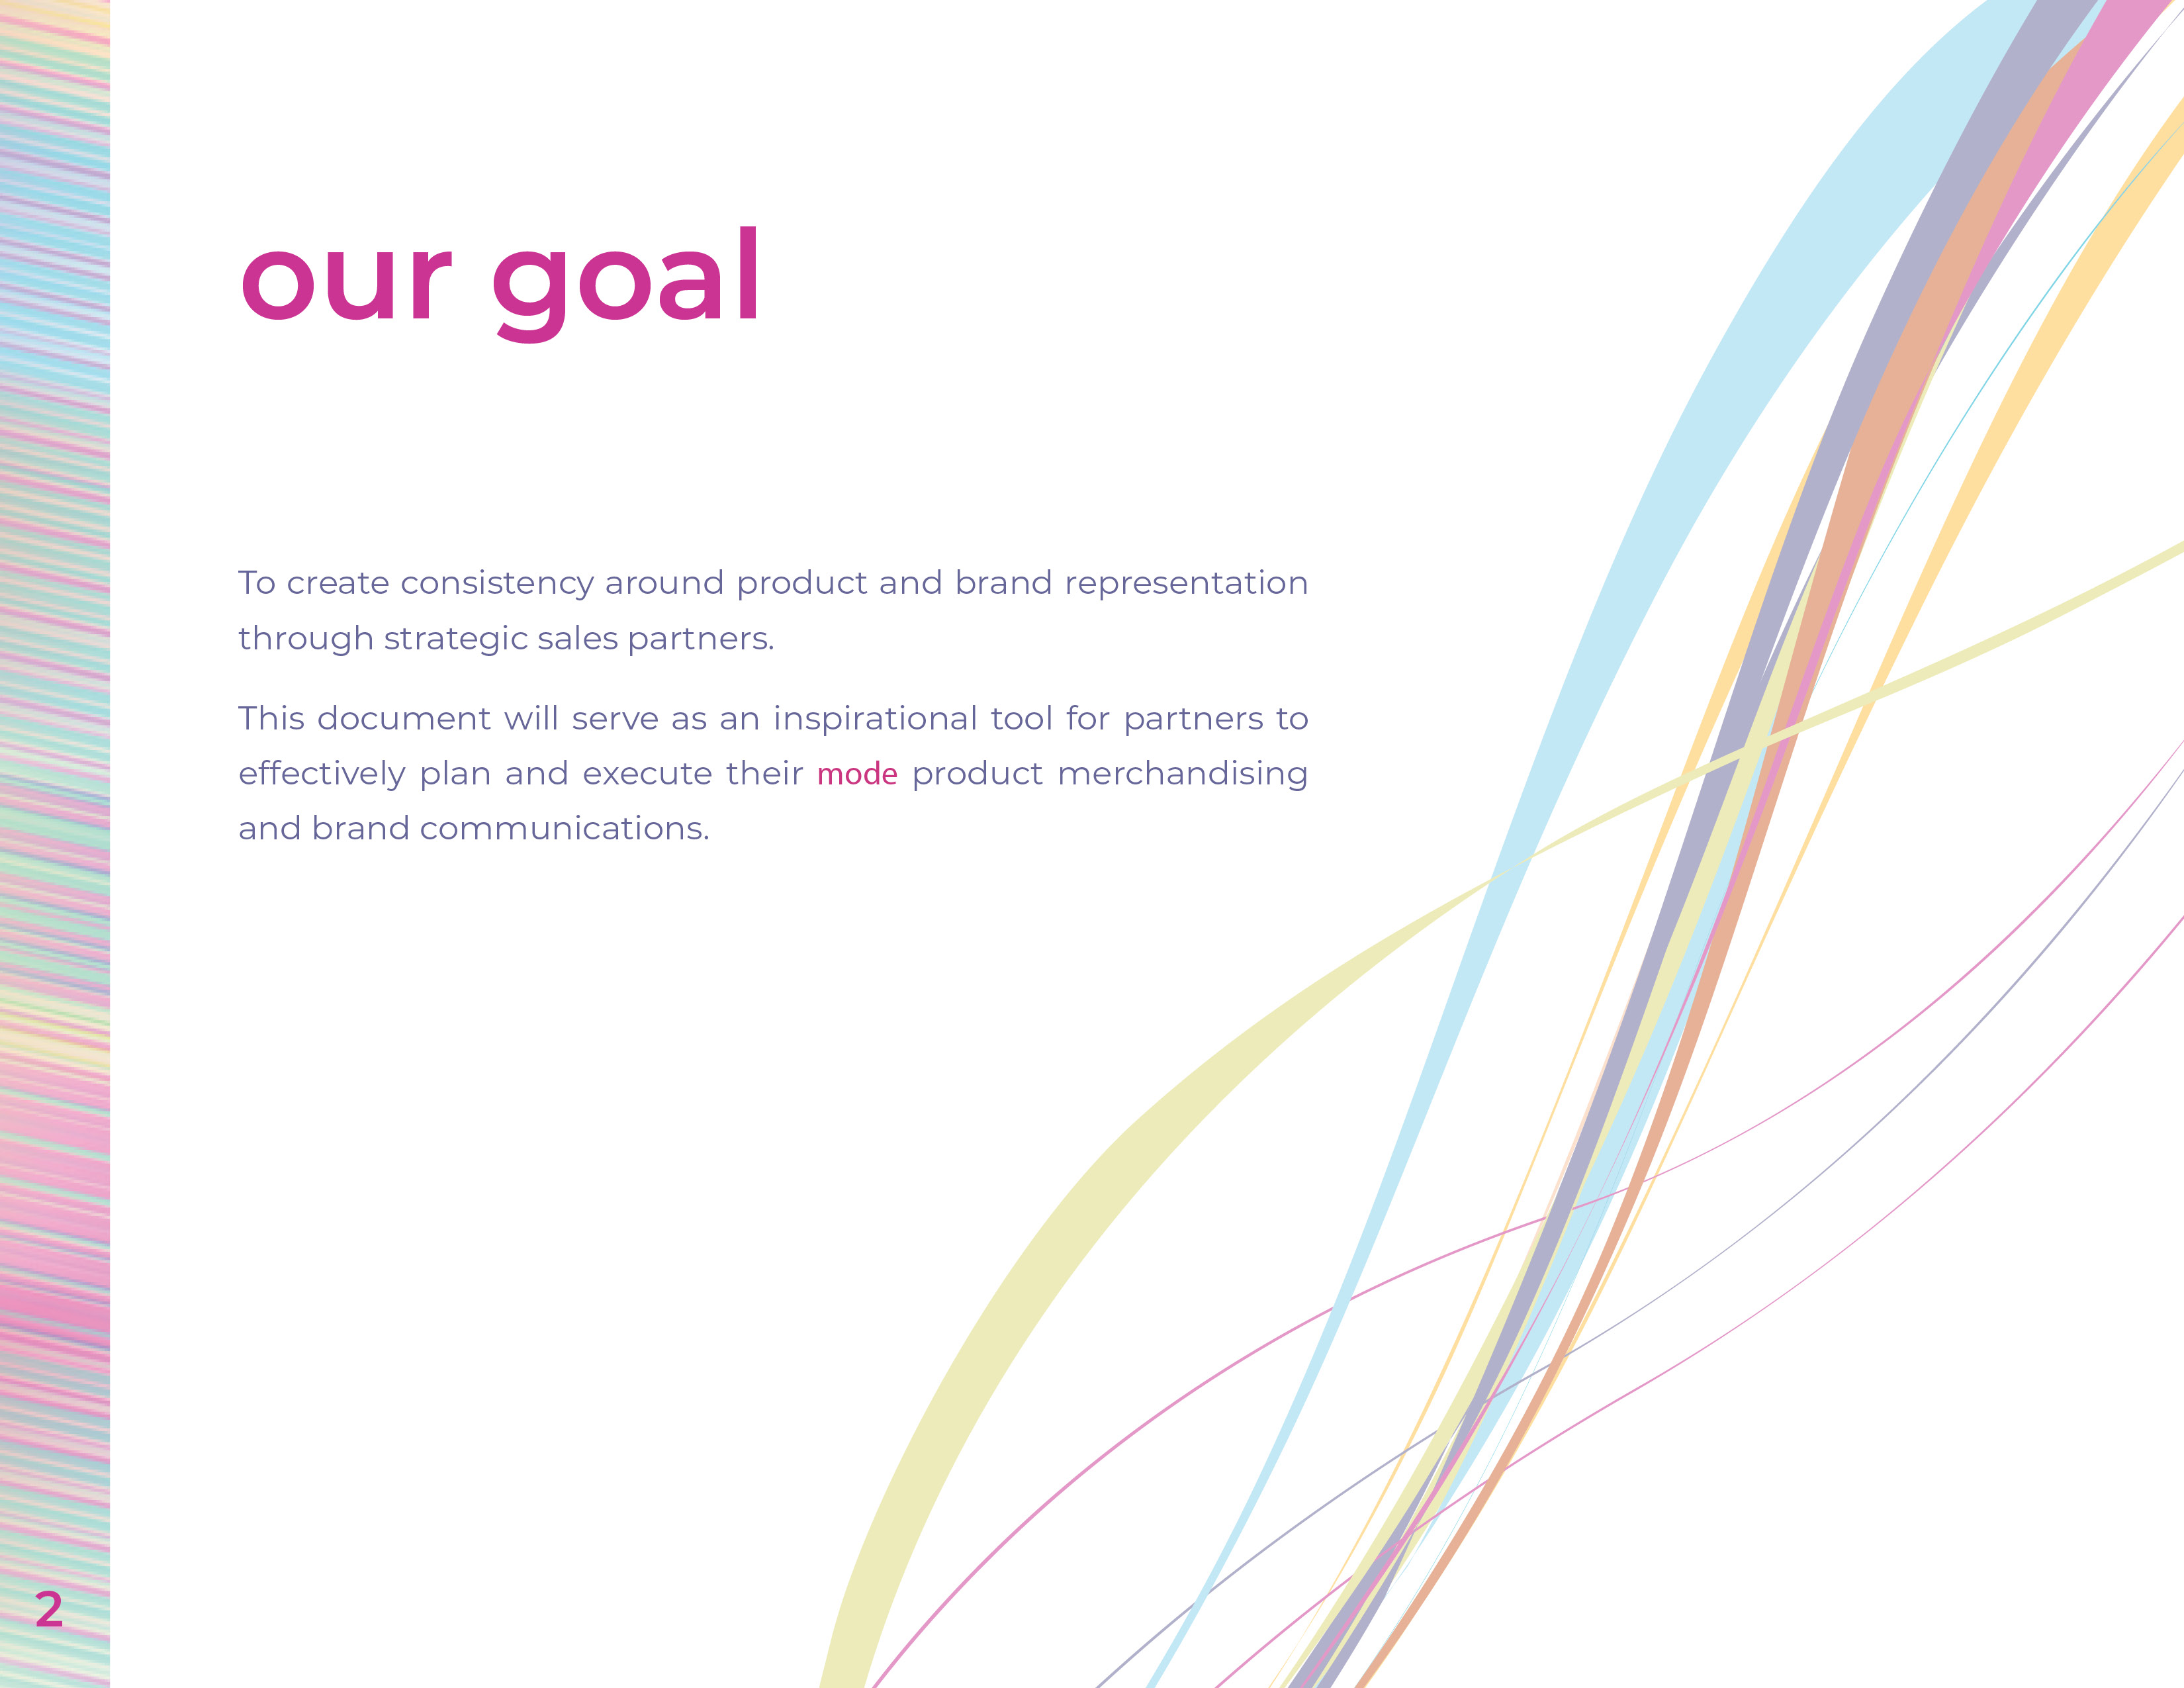 our goal
To create consistency around product and brand representation
through strategic sales partners.
This document will serve as an inspirational tool for partners to
effectively plan and execute their mode product merchandising
and brand communications.
2